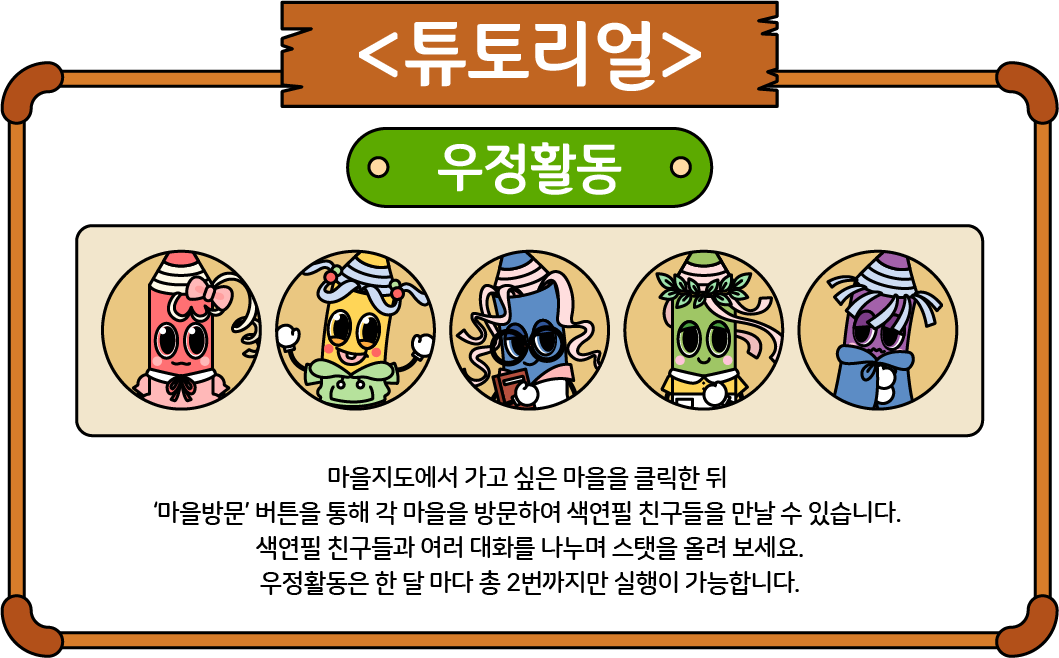 <튜토리얼>
우정활동
마을지도에서 가고 싶은 마을을 클릭한 뒤
‘마을방문’ 버튼을 통해 각 마을을 방문하여 색연필 친구들을 만날 수 있습니다.
색연필 친구들과 여러 대화를 나누며 스탯을 올려 보세요.
우정활동은 한 달 마다 총 2번까지만 실행이 가능합니다.